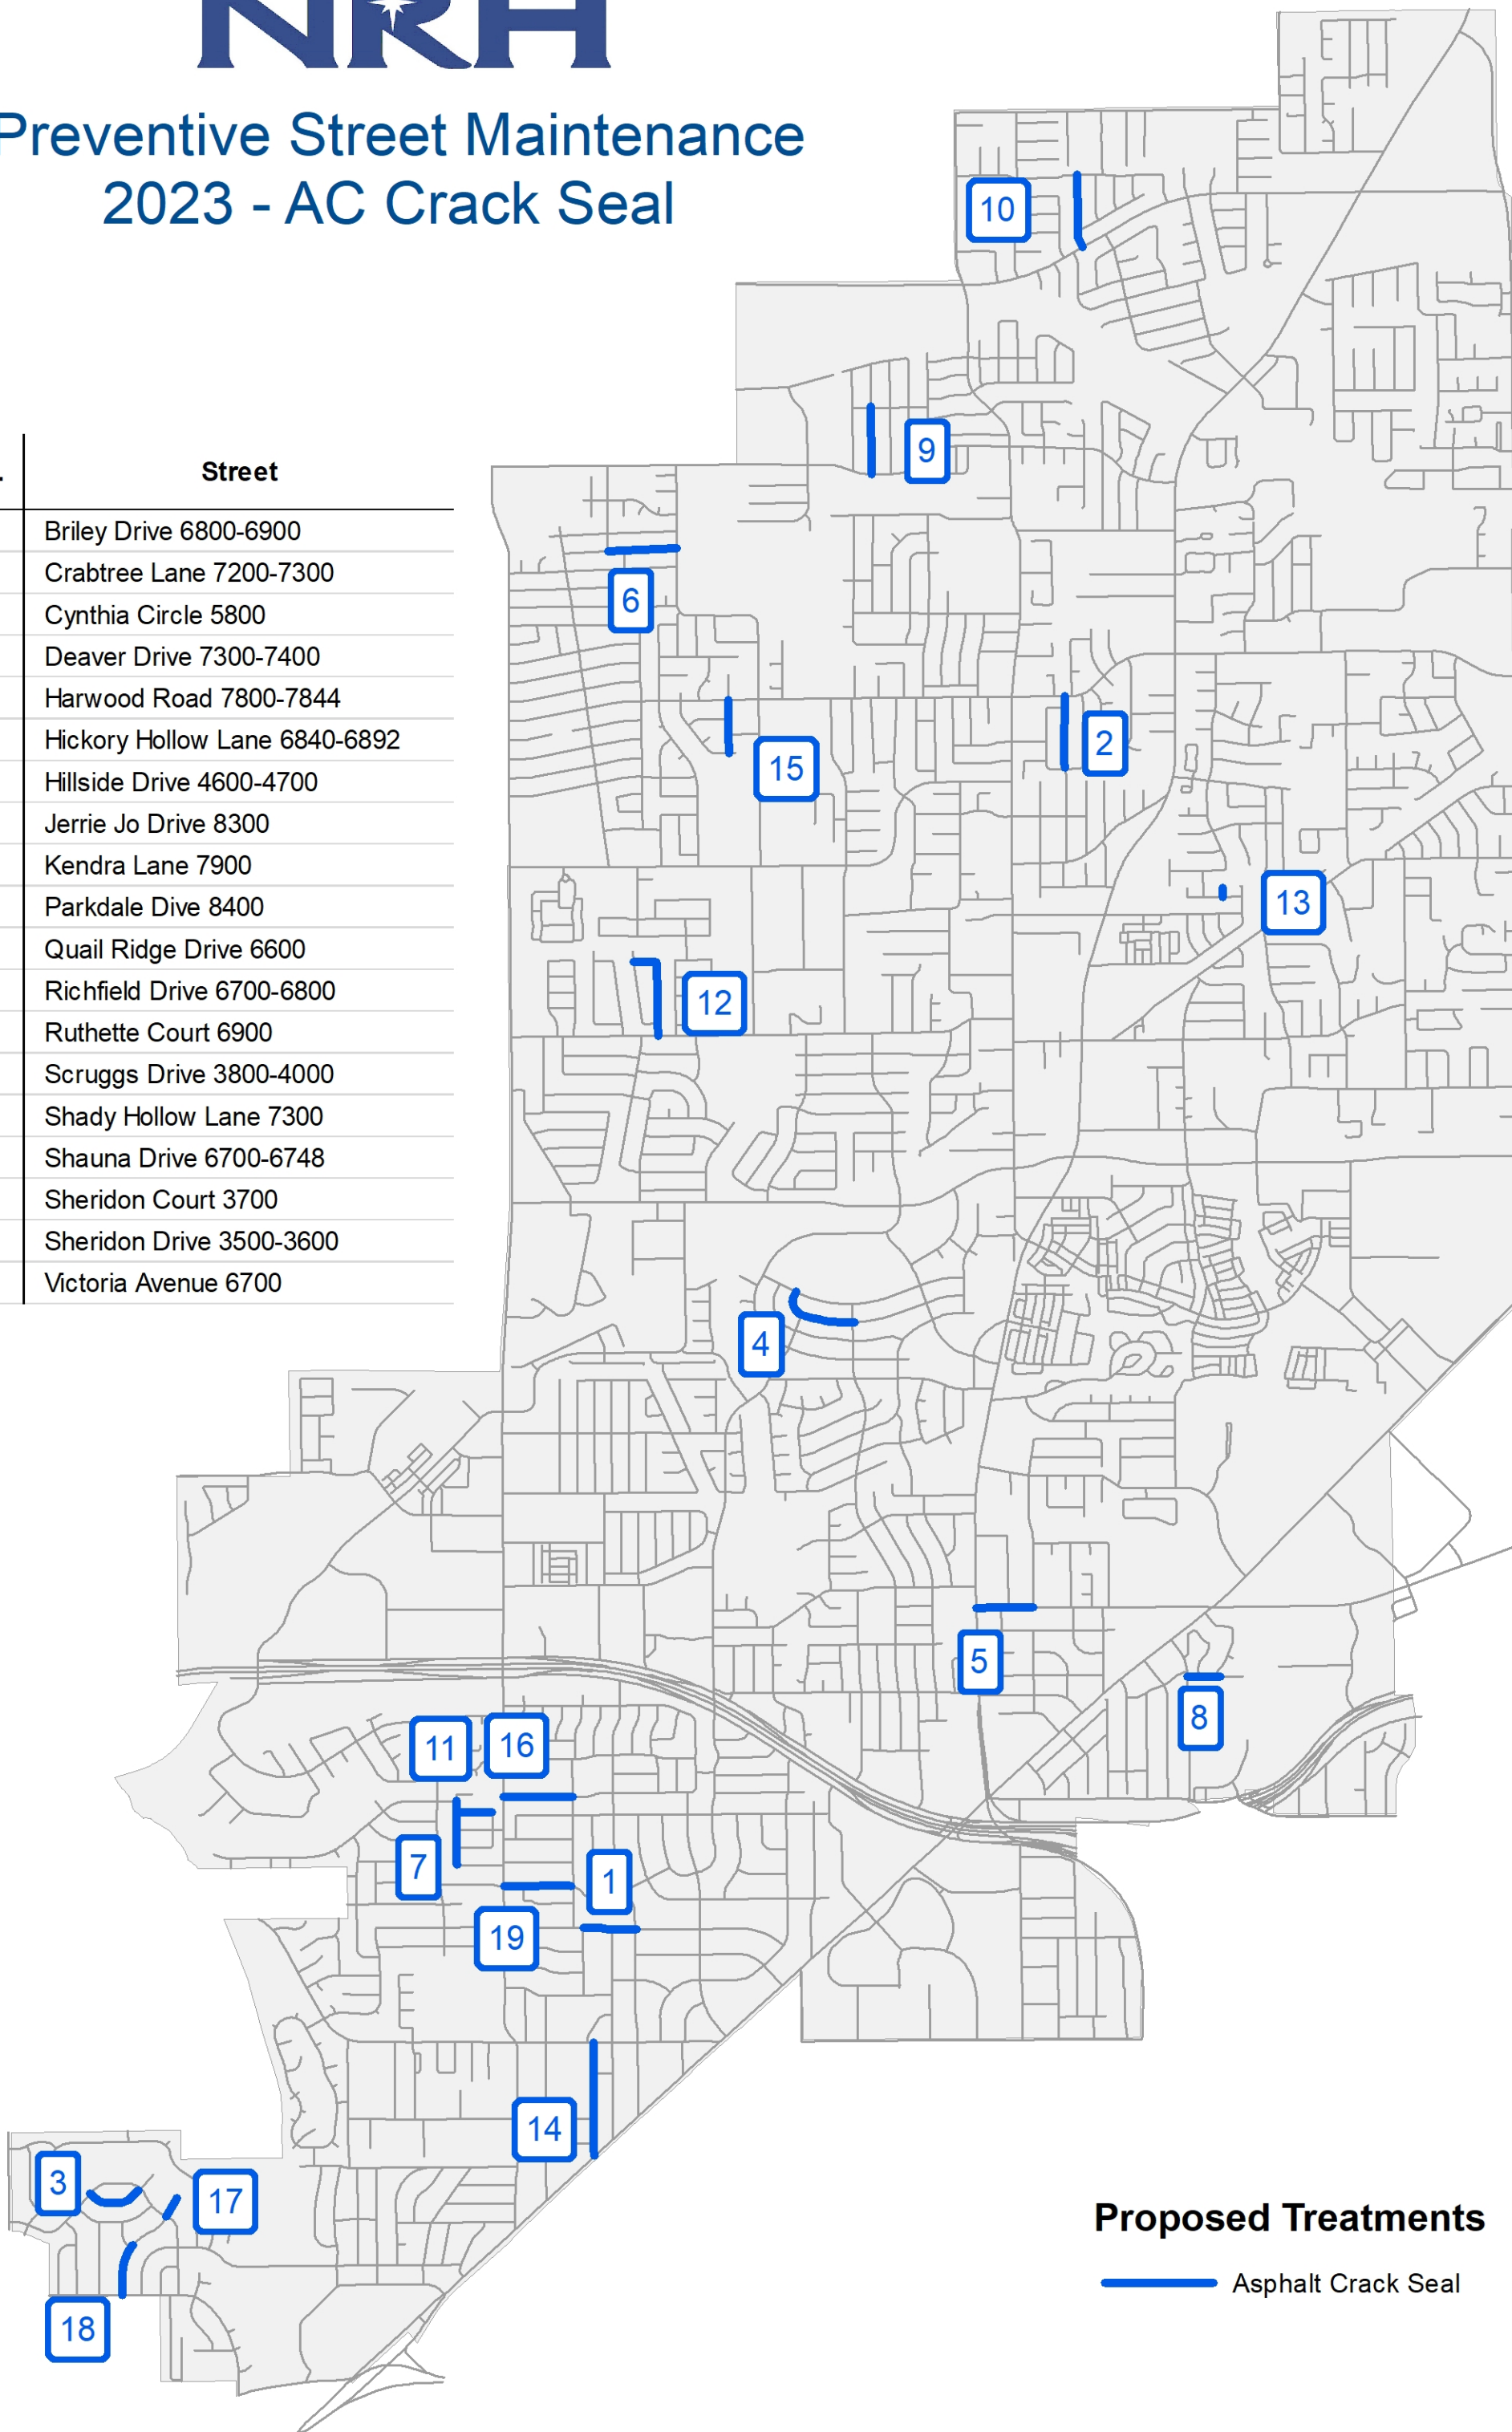 NRH
Preventive Street Maintenance
2023 - AC Crack Seal
. Street
Briley Drive 6800-6900
Crabtree Lane 7200-7300
Cynthia Circle 5800
Deaver Drive 7300-7400
Harwood Road 7800-7844
Hickory Hollow Lane 6840-6892
Hillside Drive 4600-4700
Jerrie Jo Drive 8300
Kendra Lane 7900
Parkdale Dive 8400
Quail Ridge Drive 6600
Richfield Drive 6700-6800
Ruthette Court 6900
Scruggs Drive 3800-4000
Shady Hollow Lane 7300
Shauna Drive 6700-6748
Sheridon Court 3700
Sheridon Drive 3500-3600
Victoria Avenue 6700
10
9
6
2
15
13
12
4
5
8
11
16
7
1
19
14
3
17
18
Proposed Treatments
Asphalt Crack Seal